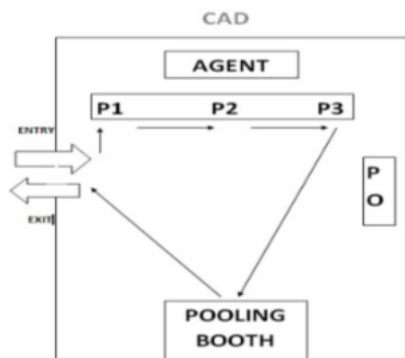 CAD
AGENT
P1 P2 P3
ENTRY
P
O
EXIT
POOLING
BOOTH